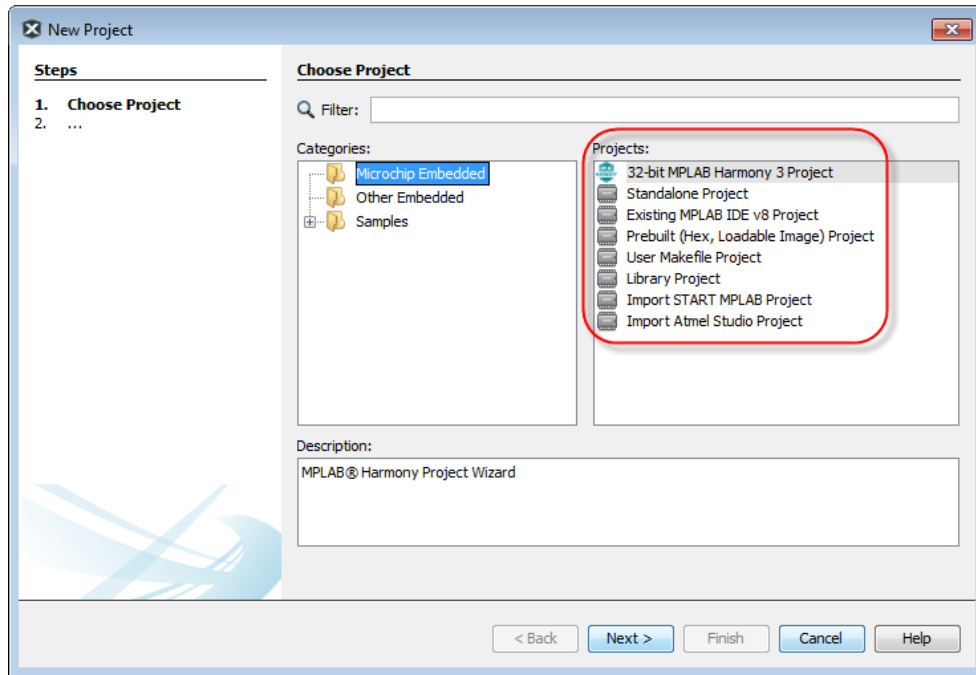 New Project
Steps
1. Choose Project
2. ...
Choose Project
Filter:
Categories:
Microchip Embedded
Other Embedded
Samples
Projects:
32-bit MPLAB Harmony 3 Project
Standalone Project
Existing MPLAB IDE v8 Project
Prebuilt (Hex, Loadable Image) Project
User Makefile Project
Library Project
Import START MPLAB Project
Import Atmel Studio Project
Description:
MPLAB® Harmony Project Wizard
< Back Next > Finish Cancel Help